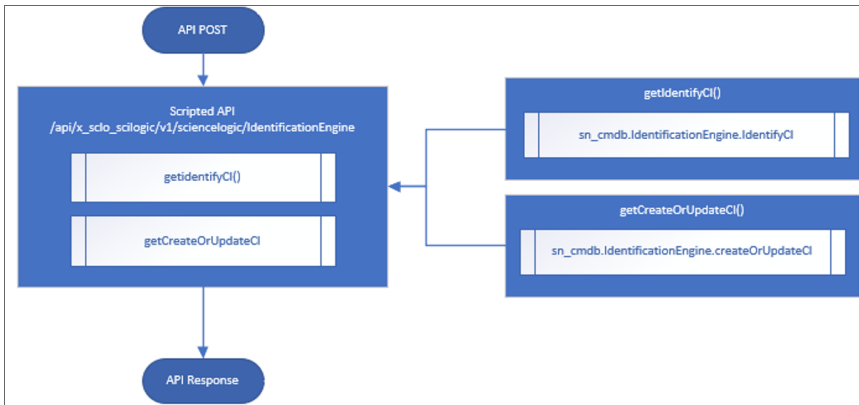 API POST
Scripted API
/api/x_sclo_scilogic/v1/sciencelogic/IdentificationEngine
getidentifyCI()
getCreateOrUpdateCI
getIdentifyCI()
sn_cmdb.IdentificationEngine.IdentifyCI
getCreateOrUpdateCI()
sn_cmdb.IdentificationEngine.createOrUpdateCI
API Response